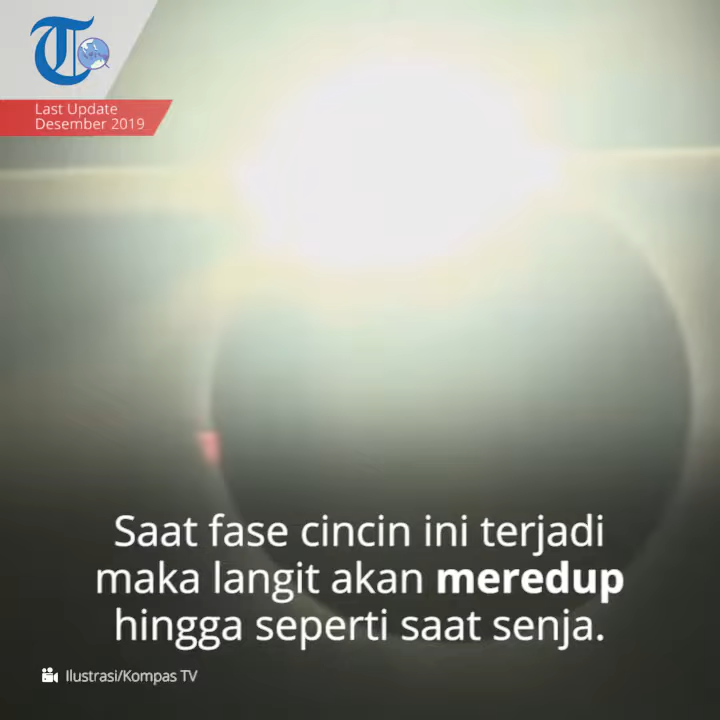 T
Last Update
Desember 2019
Saat fase cincin ini terjadi
maka langit akan meredup
hingga seperti saat senja.
Ilustrasi/Kompas TV